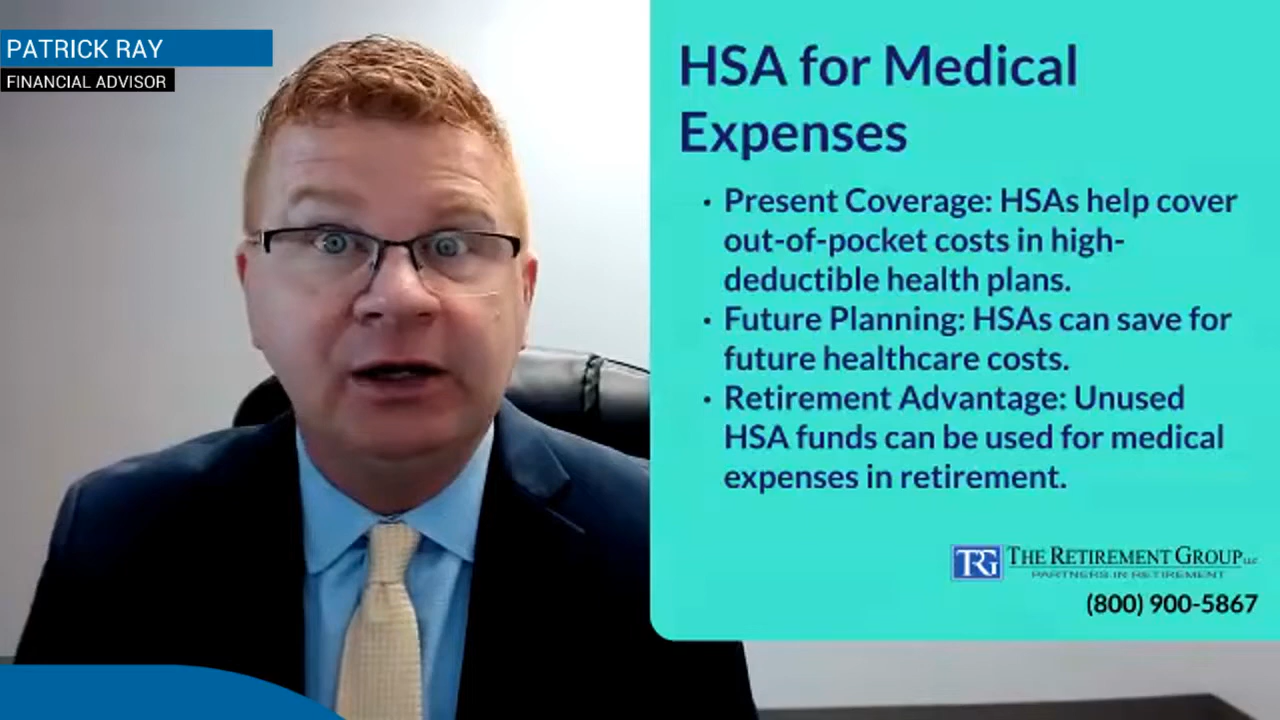 PATRICK RAY
FINANCIAL ADVISOR
HSA for Medical
Expenses
• Present Coverage: HSAs help cover
out-of-pocket costs in high-
deductible health plans.
• Future Planning: HSAs can save for
future healthcare costs.
• Retirement Advantage: Unused
HSA funds can be used for medical
expenses in retirement.
TRG THE RETIREMENT GROUP LLC
PARTNERS IN RETIREMENT
(800) 900-5867